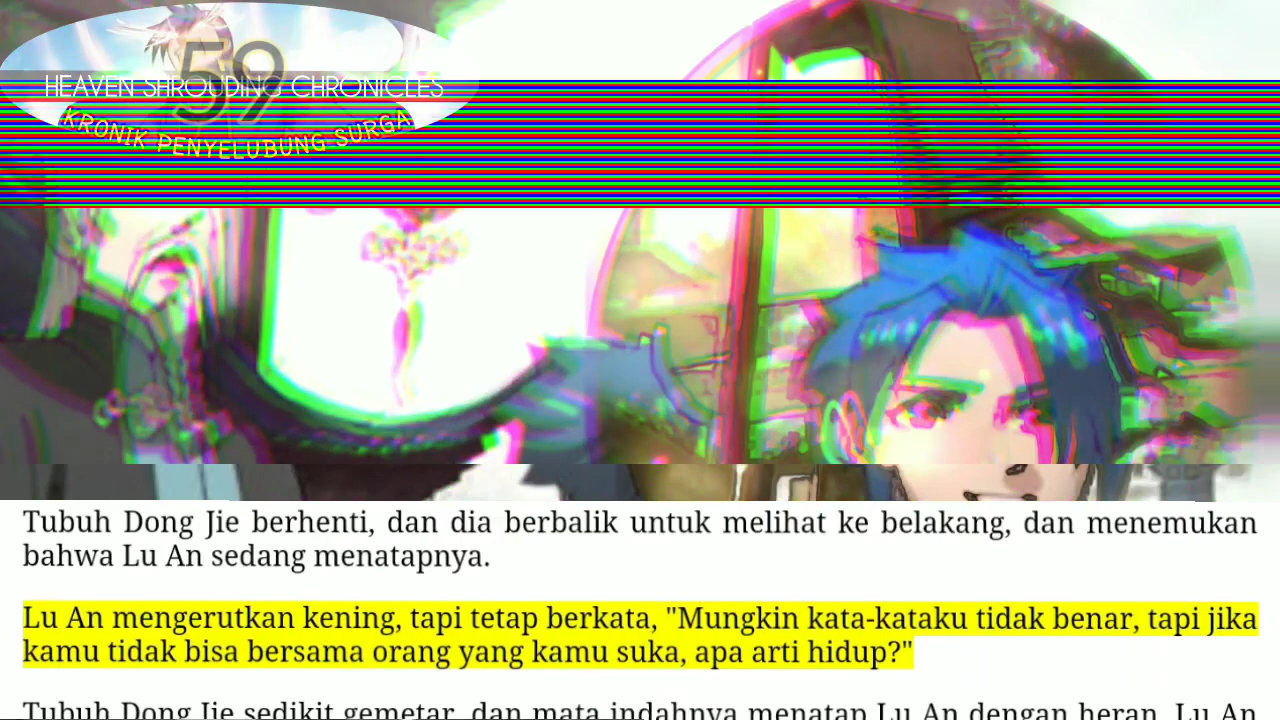 59
HEAVEN SHROUDING CHRONICLES
KRONIK PENYELUBUNG SURGA
Tubuh Dong Jie berhenti, dan dia berbalik untuk melihat ke belakang, dan menemukan
bahwa Lu An sedang menatapnya.
Lu An mengerutkan kening, tapi tetap berkata, "Mungkin kata-kataku tidak benar, tapi jika
kamu tidak bisa bersama orang yang kamu suka, apa arti hidup?"
Tubuh Dong Jie sedikit gemetar, dan mata indahnya menatap Lu An dengan heran. Lu An